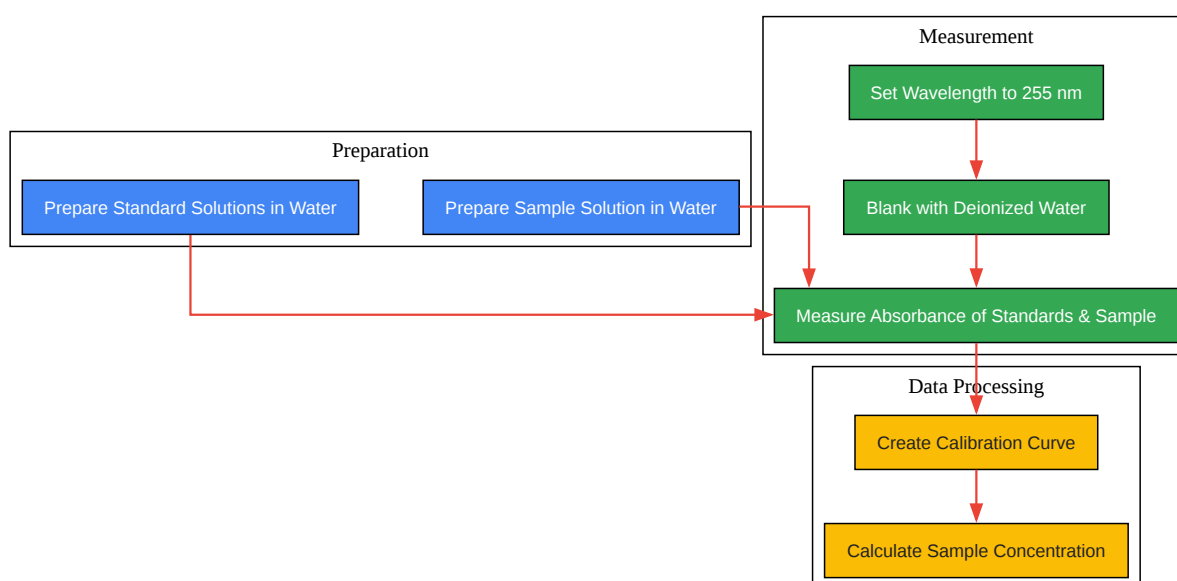 Preparation
Prepare Standard Solutions in Water
Prepare Sample Solution in Water
Measurement
Set Wavelength to 255 nm
Blank with Deionized Water
Measure Absorbance of Standards & Sample
Data Processing
Create Calibration Curve
Calculate Sample Concentration